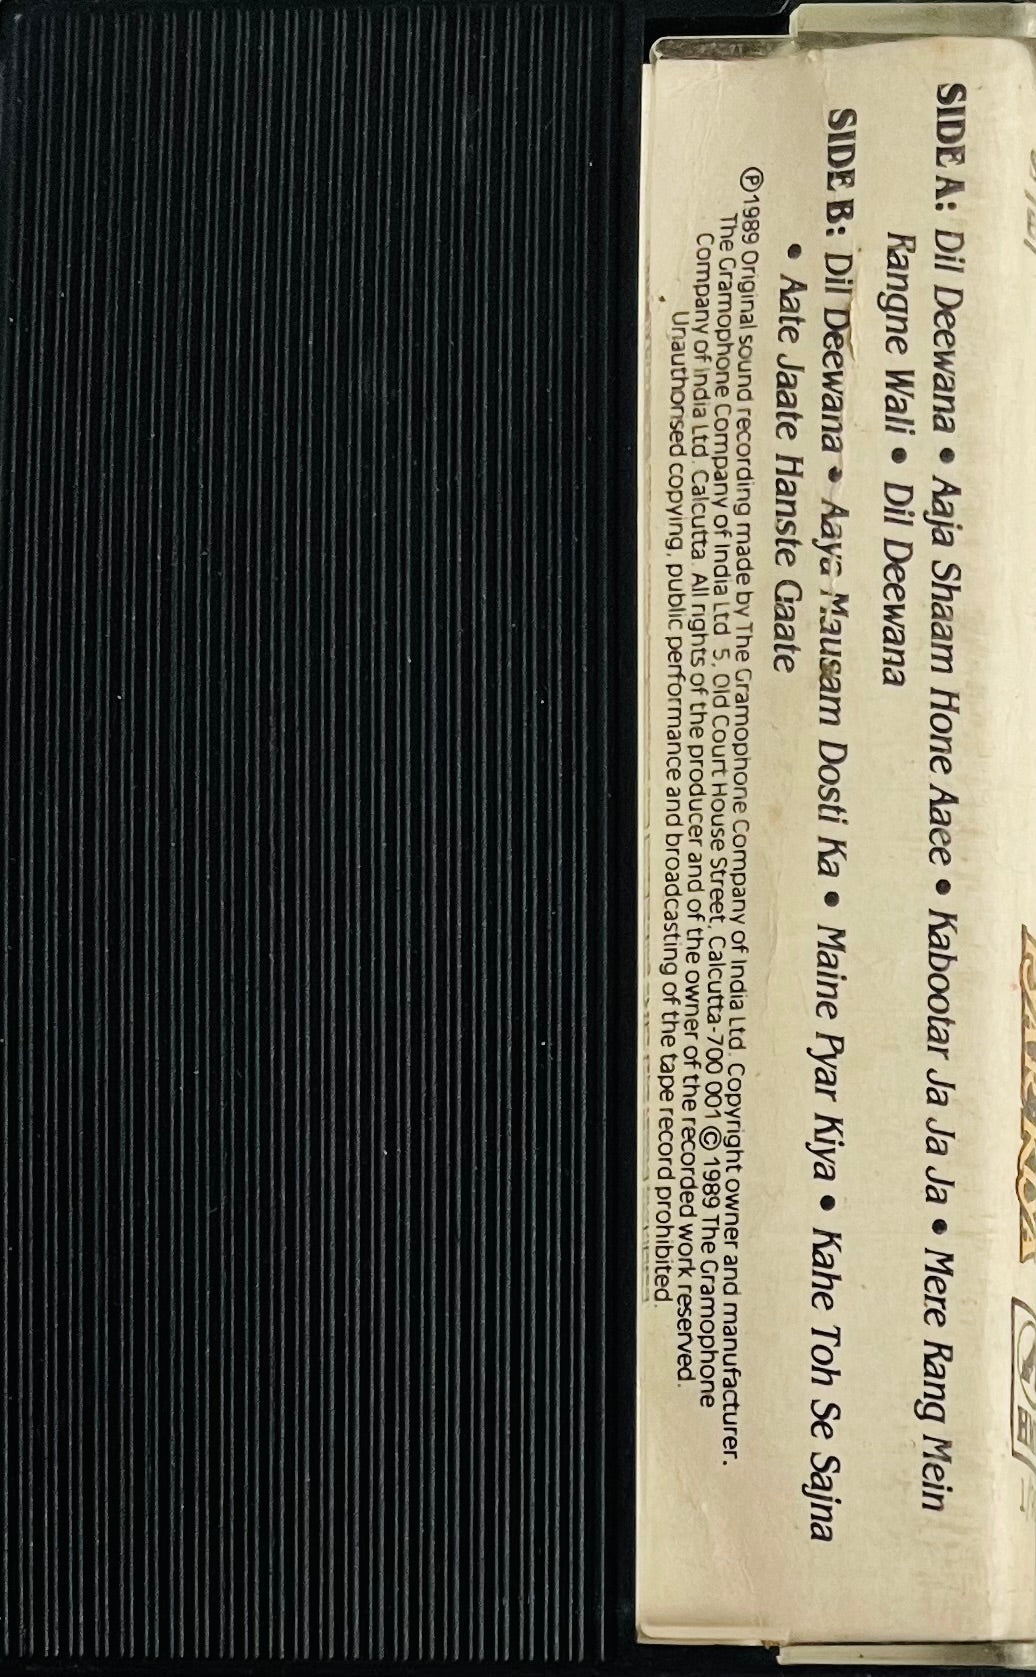 SIDE A: Dil Deewana • Aaja Shaam Hone Aaee • Kabootar Ja Ja Ja • Mere Rang Mein
Rangne Wali • Dil Deewana
SIDE B: Dil Deewana • Aaya Mausam Dosti Ka • Maine Pyar Kiya • Kahe Toh Se Sajna
• Aate Jaate Hanste Gaate
Ⓟ1989 Original sound recording made by The Gramophone Company of India Ltd. Copyright owner and manufacturer.
The Gramophone Company of India Ltd. 5, Old Court House Street, Calcutta-700 001 © 1989 The Gramophone
Company of India Ltd. Calcutta. All rights of the producer and of the owner of the recorded work reserved.
Unauthorised copying, public performance and broadcasting of the tape record prohibited.